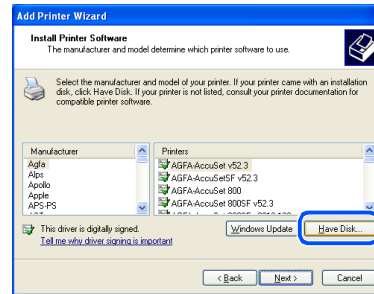 Add Printer Wizard
Install Printer Software
The manufacturer and model determine which printer software to use.
Select the manufacturer and model of your printer. If your printer came with an installation
disk, click Have Disk. If your printer is not listed, consult your printer documentation for
compatible printer software.
Manufacturer
Agfa
Alps
Apollo
Apple
APS-PS
Printers
AGFA-AccuSet v52.3
AGFA-AccuSetSF v52.3
AGFA-AccuSet 800
AGFA-AccuSet 800SF v52.3
This driver is digitally signed.
Tell me why driver signing is important
Windows Update
Have Disk...
< Back
Next >
Cancel